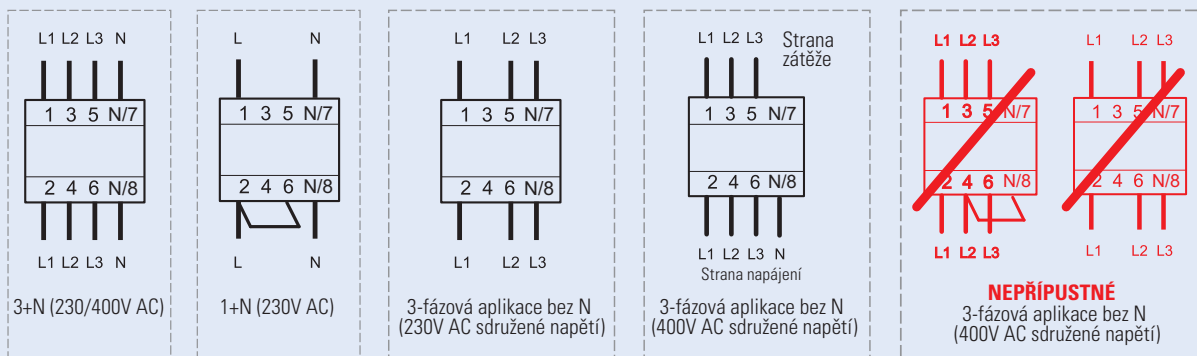 L1 L2 L3 N
1 3 5 N/7
2 4 6 N/8
L1 L2 L3 N
3+N (230/400V AC)
L N
1 3 5 N/7
2 4 6 N/8
L N
1+N (230V AC)
L1 L2 L3
1 3 5 N/7
2 4 6 N/8
L1 L2 L3
3-fázová aplikace bez N
(230V AC sdružené napětí)
L1 L2 L3
Strana
zátěže
1 3 5 N/7
2 4 6 N/8
L1 L2 L3 N
Strana napájení
3-fázová aplikace bez N
(400V AC sdružené napětí)
L1 L2 L3
1 3 5 N/7
2 4 6 N/8
L1 L2 L3
L1 L2 L3
1 3 5 N/7
2 4 6 N/8
L1 L2 L3
NEPŘÍPUSTNÉ
3-fázová aplikace bez N
(400V AC sdružené napětí)